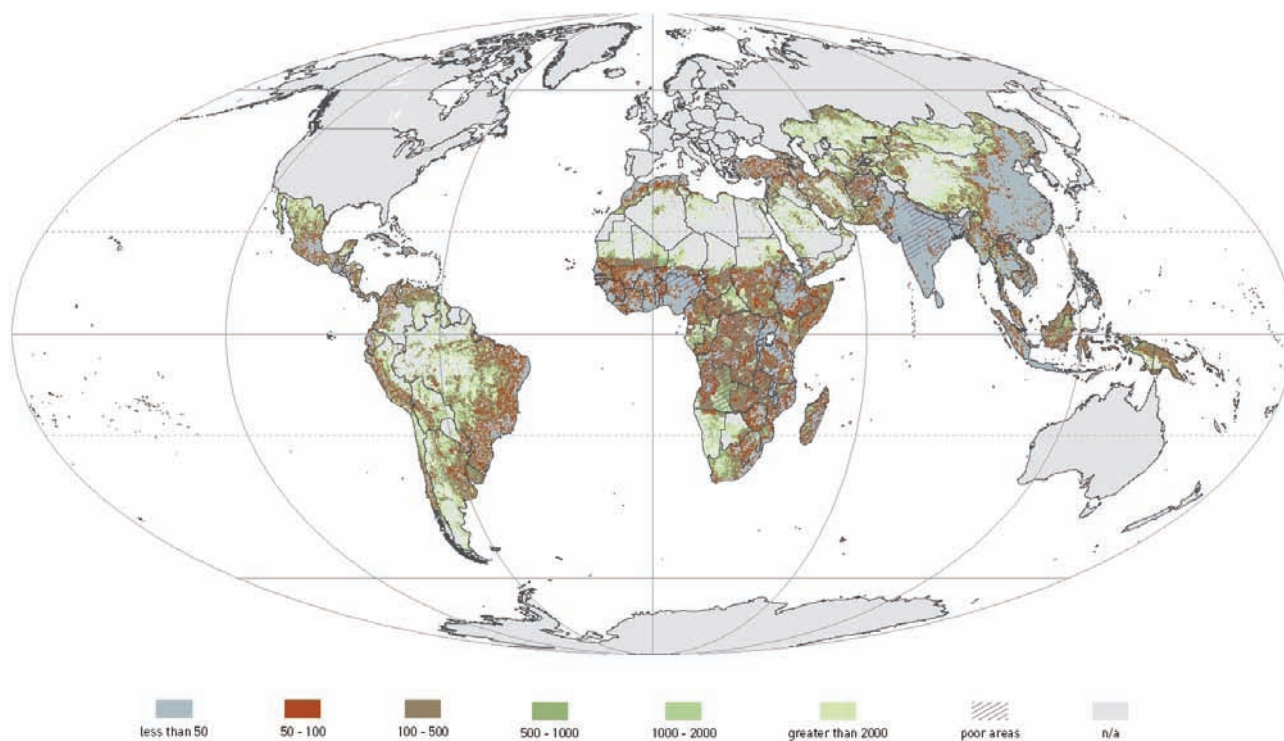 less than 50
50 - 100
100 - 500
500 - 1000
1000 - 2000
greater than 2000
poor areas
n/a